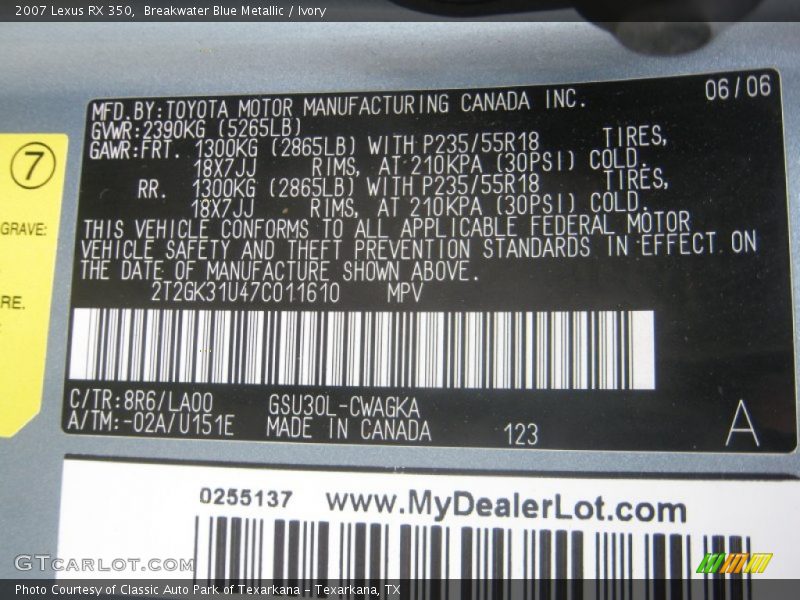 2007 Lexus RX 350, Breakwater Blue Metallic / Ivory
MFD. BY: TOYOTA MOTOR MANUFACTURING CANADA INC. 06/06
GVWR: 2390KG (5265LB)
GAWR: FRT. 1300KG (2865LB) WITH P235/55R18 TIRES,
18X7JJ RIMS, AT 210KPA (30PSI) COLD.
RR. 1300KG (2865LB) WITH P235/55R18 TIRES,
18X7JJ RIMS, AT 210KPA (30PSI) COLD.
THIS VEHICLE CONFORMS TO ALL APPLICABLE FEDERAL MOTOR
VEHICLE SAFETY AND THEFT PREVENTION STANDARDS IN EFFECT ON
THE DATE OF MANUFACTURE SHOWN ABOVE.
2T2GK31U47C011610 MPV
C/TR: 8R6/LA00 GSU30L-CWAGKA
A/TM: -02A/U151E MADE IN CANADA 123 A
7
GRAVE:
RE.
0255137 www.MyDealerLot.com
GTcarlot.com
Photo Courtesy of Classic Auto Park of Texarkana - Texarkana, TX